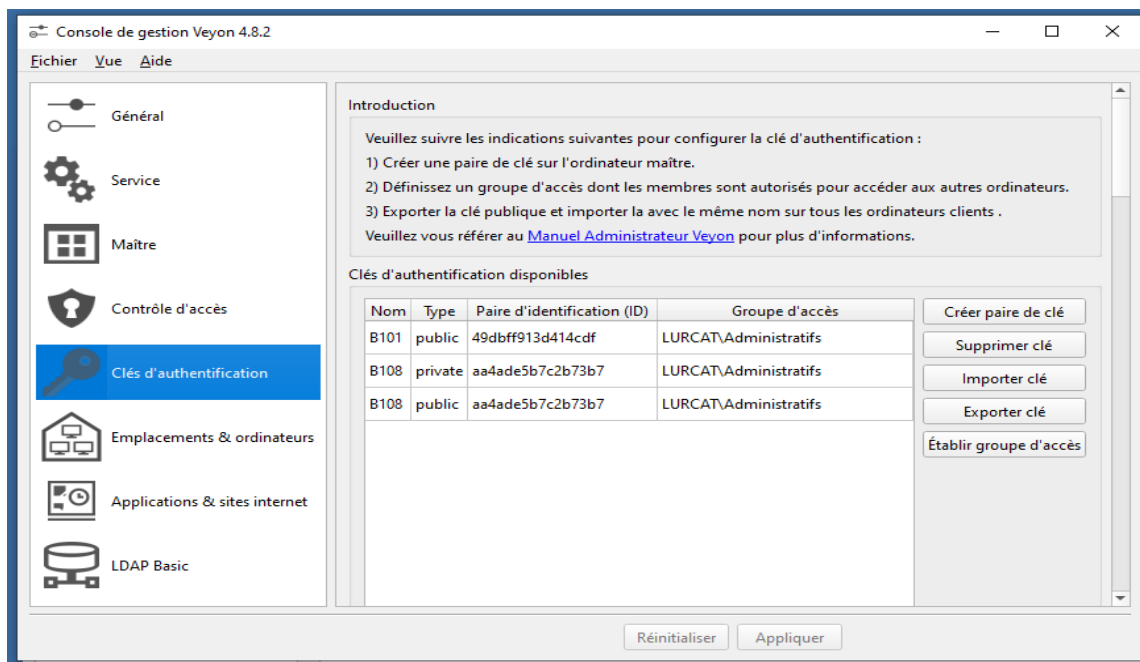 Console de gestion Veyon 4.8.2
Fichier Vue Aide
Général
Service
Maître
Contrôle d'accès
Clés d'authentification
Emplacements & ordinateurs
Applications & sites internet
LDAP Basic
Introduction
Veuillez suivre les indications suivantes pour configurer la clé d'authentification :
1) Créer une paire de clé sur l'ordinateur maître.
2) Définissez un groupe d'accès dont les membres sont autorisés pour accéder aux autres ordinateurs.
3) Exporter la clé publique et importer la avec le même nom sur tous les ordinateurs clients .
Veuillez vous référer au Manuel Administrateur Veyon pour plus d'informations.
Clés d'authentification disponibles
Nom Type Paire d'identification (ID) Groupe d'accès
B101 public 49dbff913d414cdf LURCAT\Administratifs
B108 private aa4ade5b7c2b73b7 LURCAT\Administratifs
B108 public aa4ade5b7c2b73b7 LURCAT\Administratifs
Créer paire de clé
Supprimer clé
Importer clé
Exporter clé
Établir groupe d'accès
Réinitialiser Appliquer